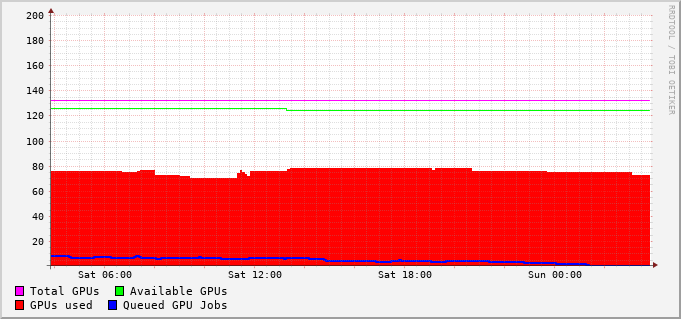 200
180
160
140
120
100
80
60
40
20
Sat 06:00 Sat 12:00 Sat 18:00 Sun 00:00
Total GPUs Available GPUs
GPUs used Queued GPU Jobs
RRDTOOL / TOBI OETIKER